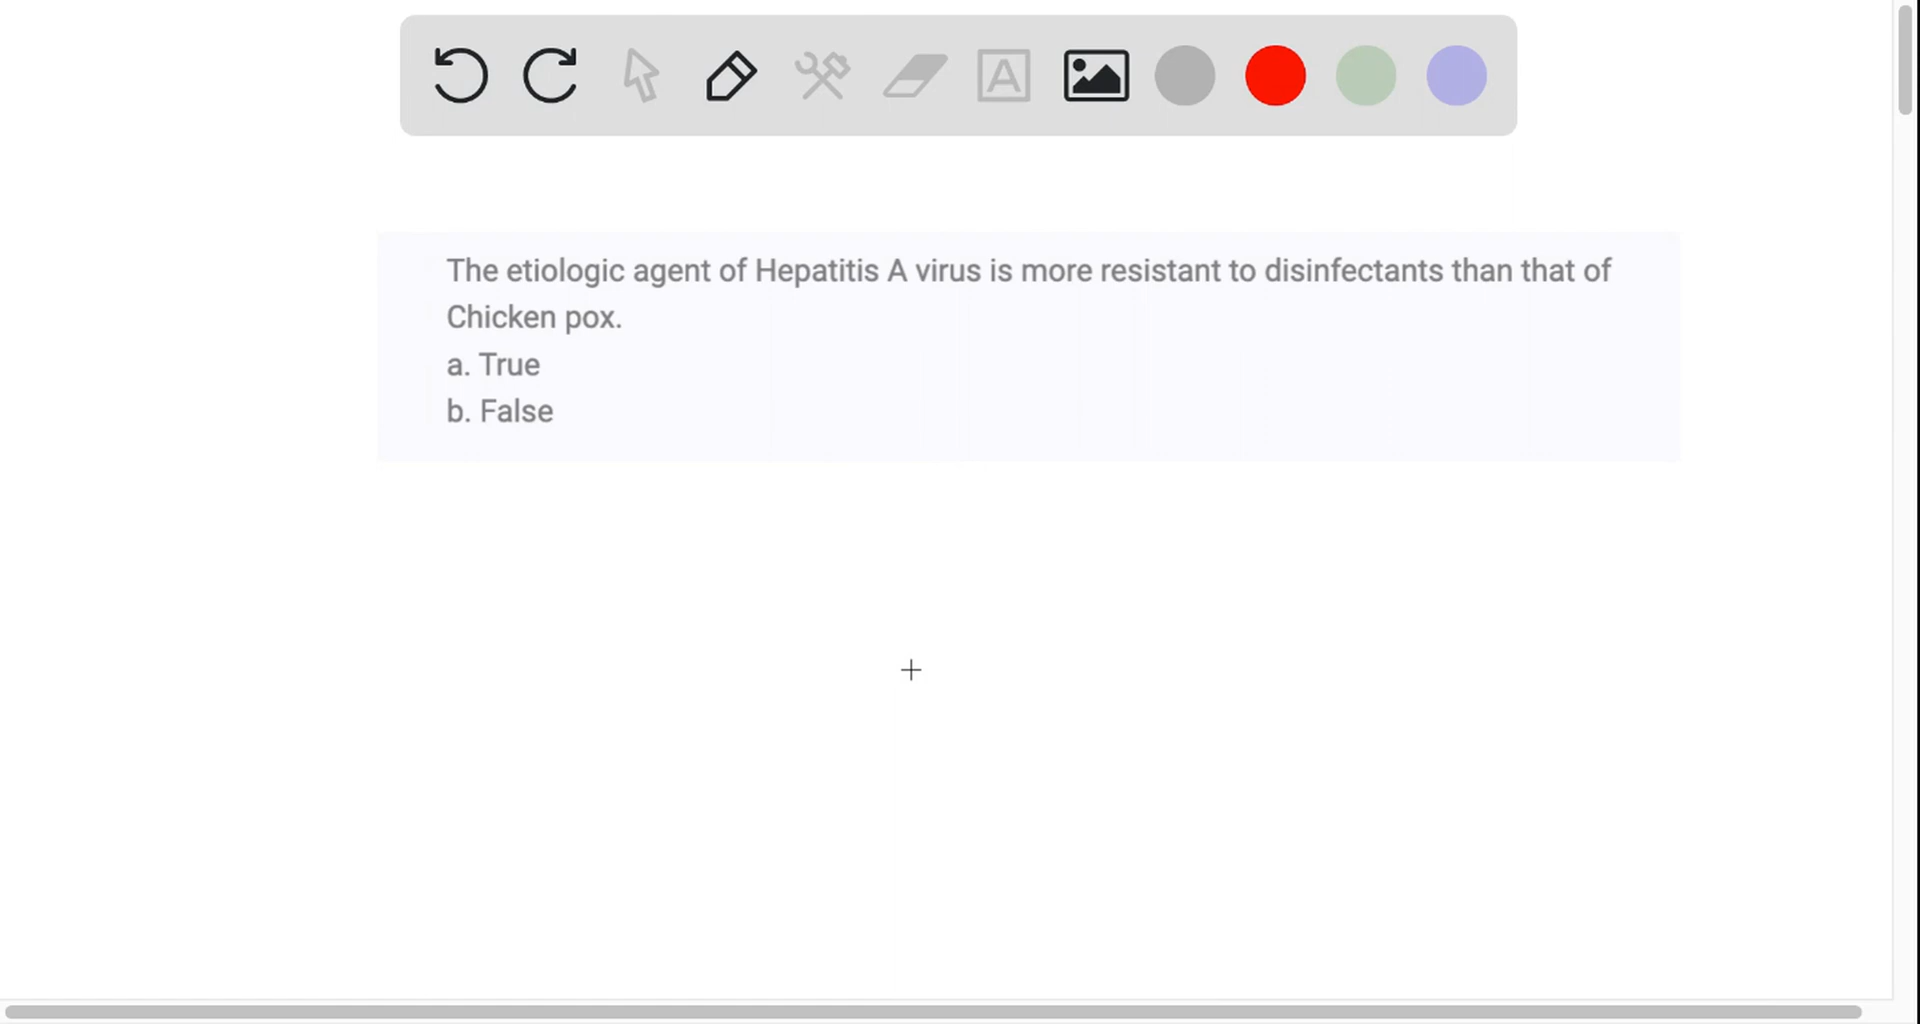 A
The etiologic agent of Hepatitis A virus is more resistant to disinfectants than that of
Chicken pox.
a. True
b. False